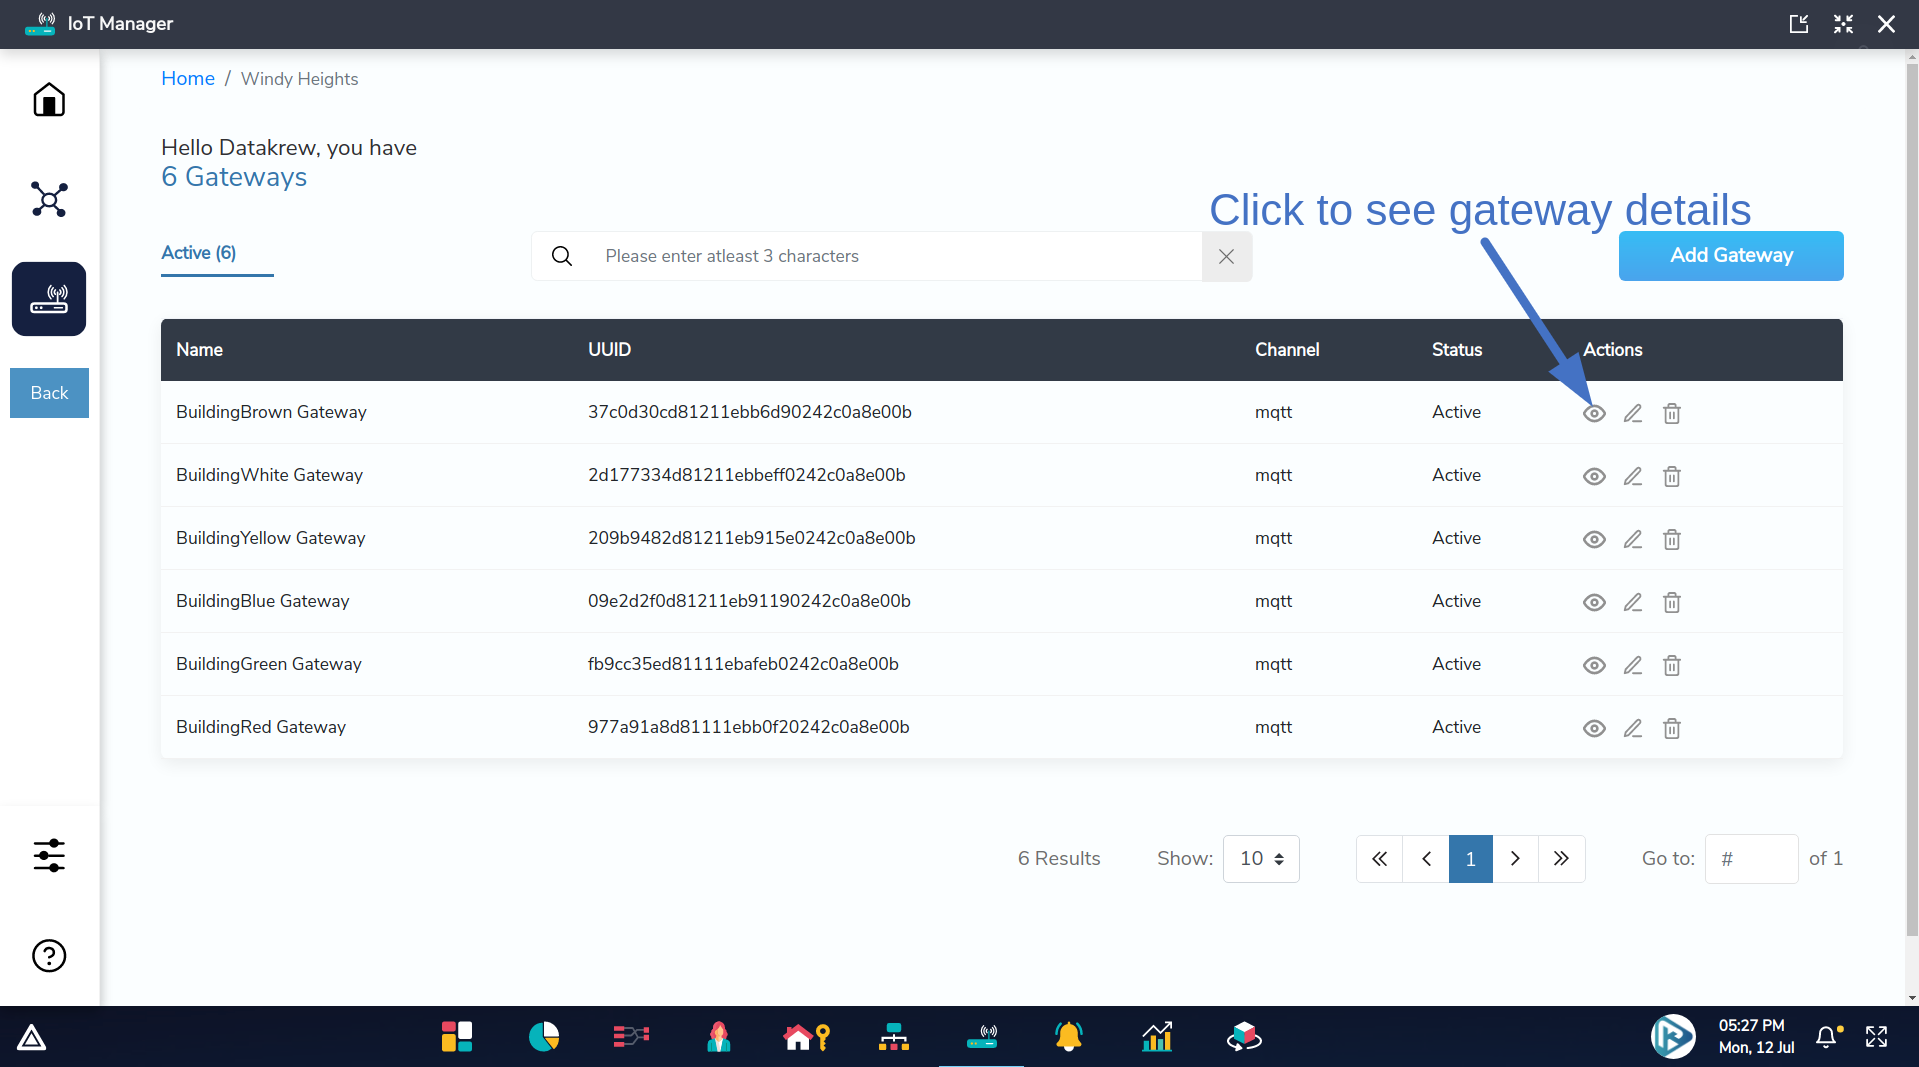 IoT Manager
Home / Windy Heights
Hello Datakrew, you have
6 Gateways
Click to see gateway details
Active (6)
Please enter atleast 3 characters
Add Gateway
Name UUID Channel Status Actions
Back
BuildingBrown Gateway 37c0d30cd81211ebb6d90242c0a8e00b mqtt Active
BuildingWhite Gateway 2d177334d81211ebbeff0242c0a8e00b mqtt Active
BuildingYellow Gateway 209b9482d81211eb915e0242c0a8e00b mqtt Active
BuildingBlue Gateway 09e2d2f0d81211eb91190242c0a8e00b mqtt Active
BuildingGreen Gateway fb9cc35ed81111ebafeb0242c0a8e00b mqtt Active
BuildingRed Gateway 977a91a8d81111ebb0f20242c0a8e00b mqtt Active
6 Results Show: 10 « ‹ 1 › » Go to: # of 1
05:27 PM
Mon, 12 Jul